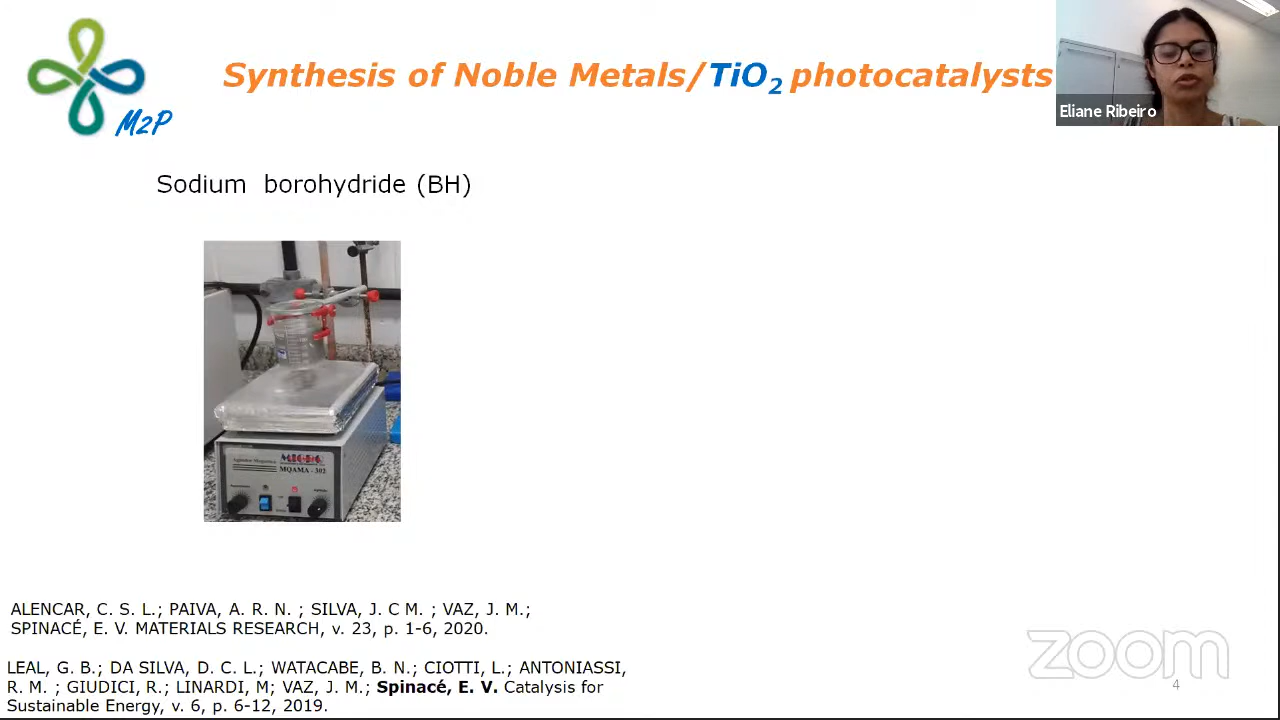 Synthesis of Noble Metals/TiO2 photocatalysts
M2P
Eliane Ribeiro
Sodium borohydride (BH)
MQAMA - 302
ALENCAR, C. S. L.; PAIVA, A. R. N. ; SILVA, J. C M. ; VAZ, J. M.;
SPINACÉ, E. V. MATERIALS RESEARCH, v. 23, p. 1-6, 2020.
LEAL, G. B.; DA SILVA, D. C. L.; WATACABE, B. N.; CIOTTI, L.; ANTONIASSI,
R. M. ; GIUDICI, R.; LINARDI, M; VAZ, J. M.; Spinacé, E. V. Catalysis for
Sustainable Energy, v. 6, p. 6-12, 2019.
zoom
4